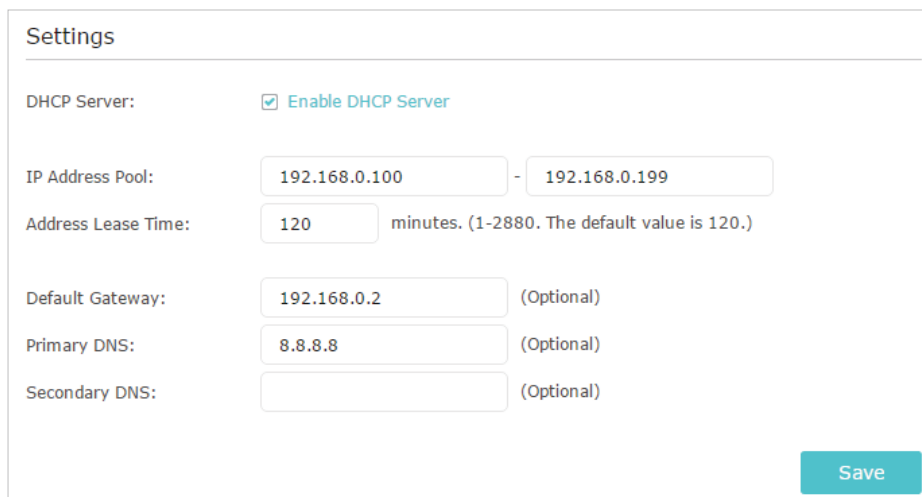 Settings
DHCP Server: Enable DHCP Server
IP Address Pool: 192.168.0.100 - 192.168.0.199
Address Lease Time: 120 minutes. (1-2880. The default value is 120.)
Default Gateway: 192.168.0.2 (Optional)
Primary DNS: 8.8.8.8 (Optional)
Secondary DNS: (Optional)
Save